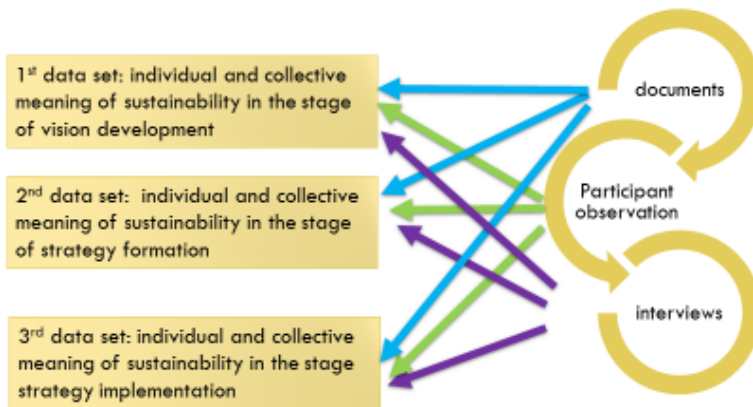 1st data set: individual and collective
meaning of sustainability in the stage
of vision development
2nd data set:  individual and collective
meaning of sustainability in the stage
of strategy formation
3rd data set: individual and collective
meaning of sustainability in the stage
strategy implementation
documents
Participant
observation
interviews